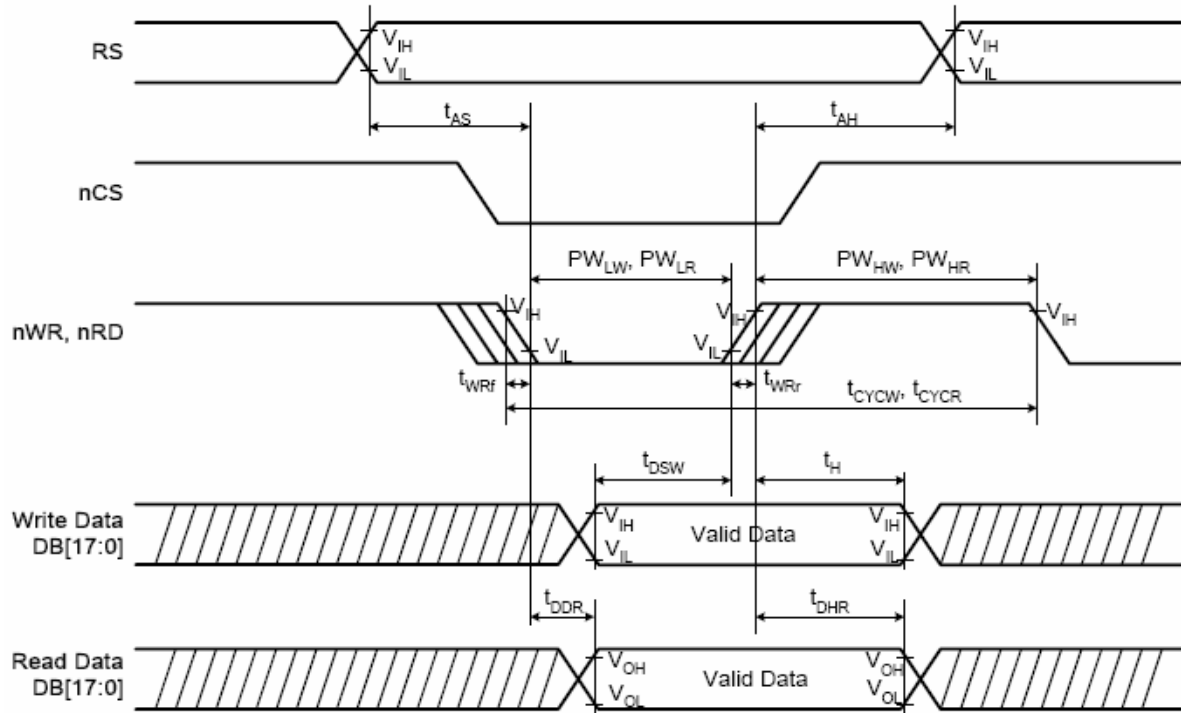 RS
V_IH
V_IL
V_IH
V_IL
t_AS
t_AH
nCS
PW_LW, PW_LR
PW_HW, PW_HR
nWR, nRD
V_IH
V_IL
V_IH
V_IL
V_IH
t_WRf
t_WRr
t_CYCW, t_CYCR
t_DSW
t_H
Write Data
DB[17:0]
V_IH
V_IL
Valid Data
V_IH
V_IL
t_DDR
t_DHR
Read Data
DB[17:0]
V_OH
V_OL
Valid Data
V_OH
V_OL